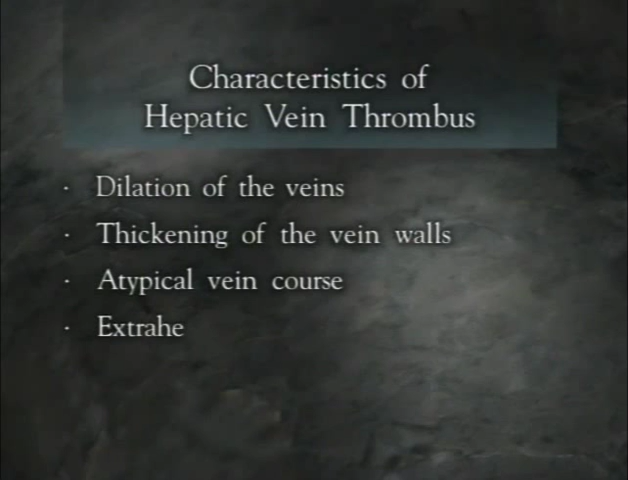 Characteristics of
Hepatic Vein Thrombus
· Dilation of the veins
· Thickening of the vein walls
· Atypical vein course
· Extrahe